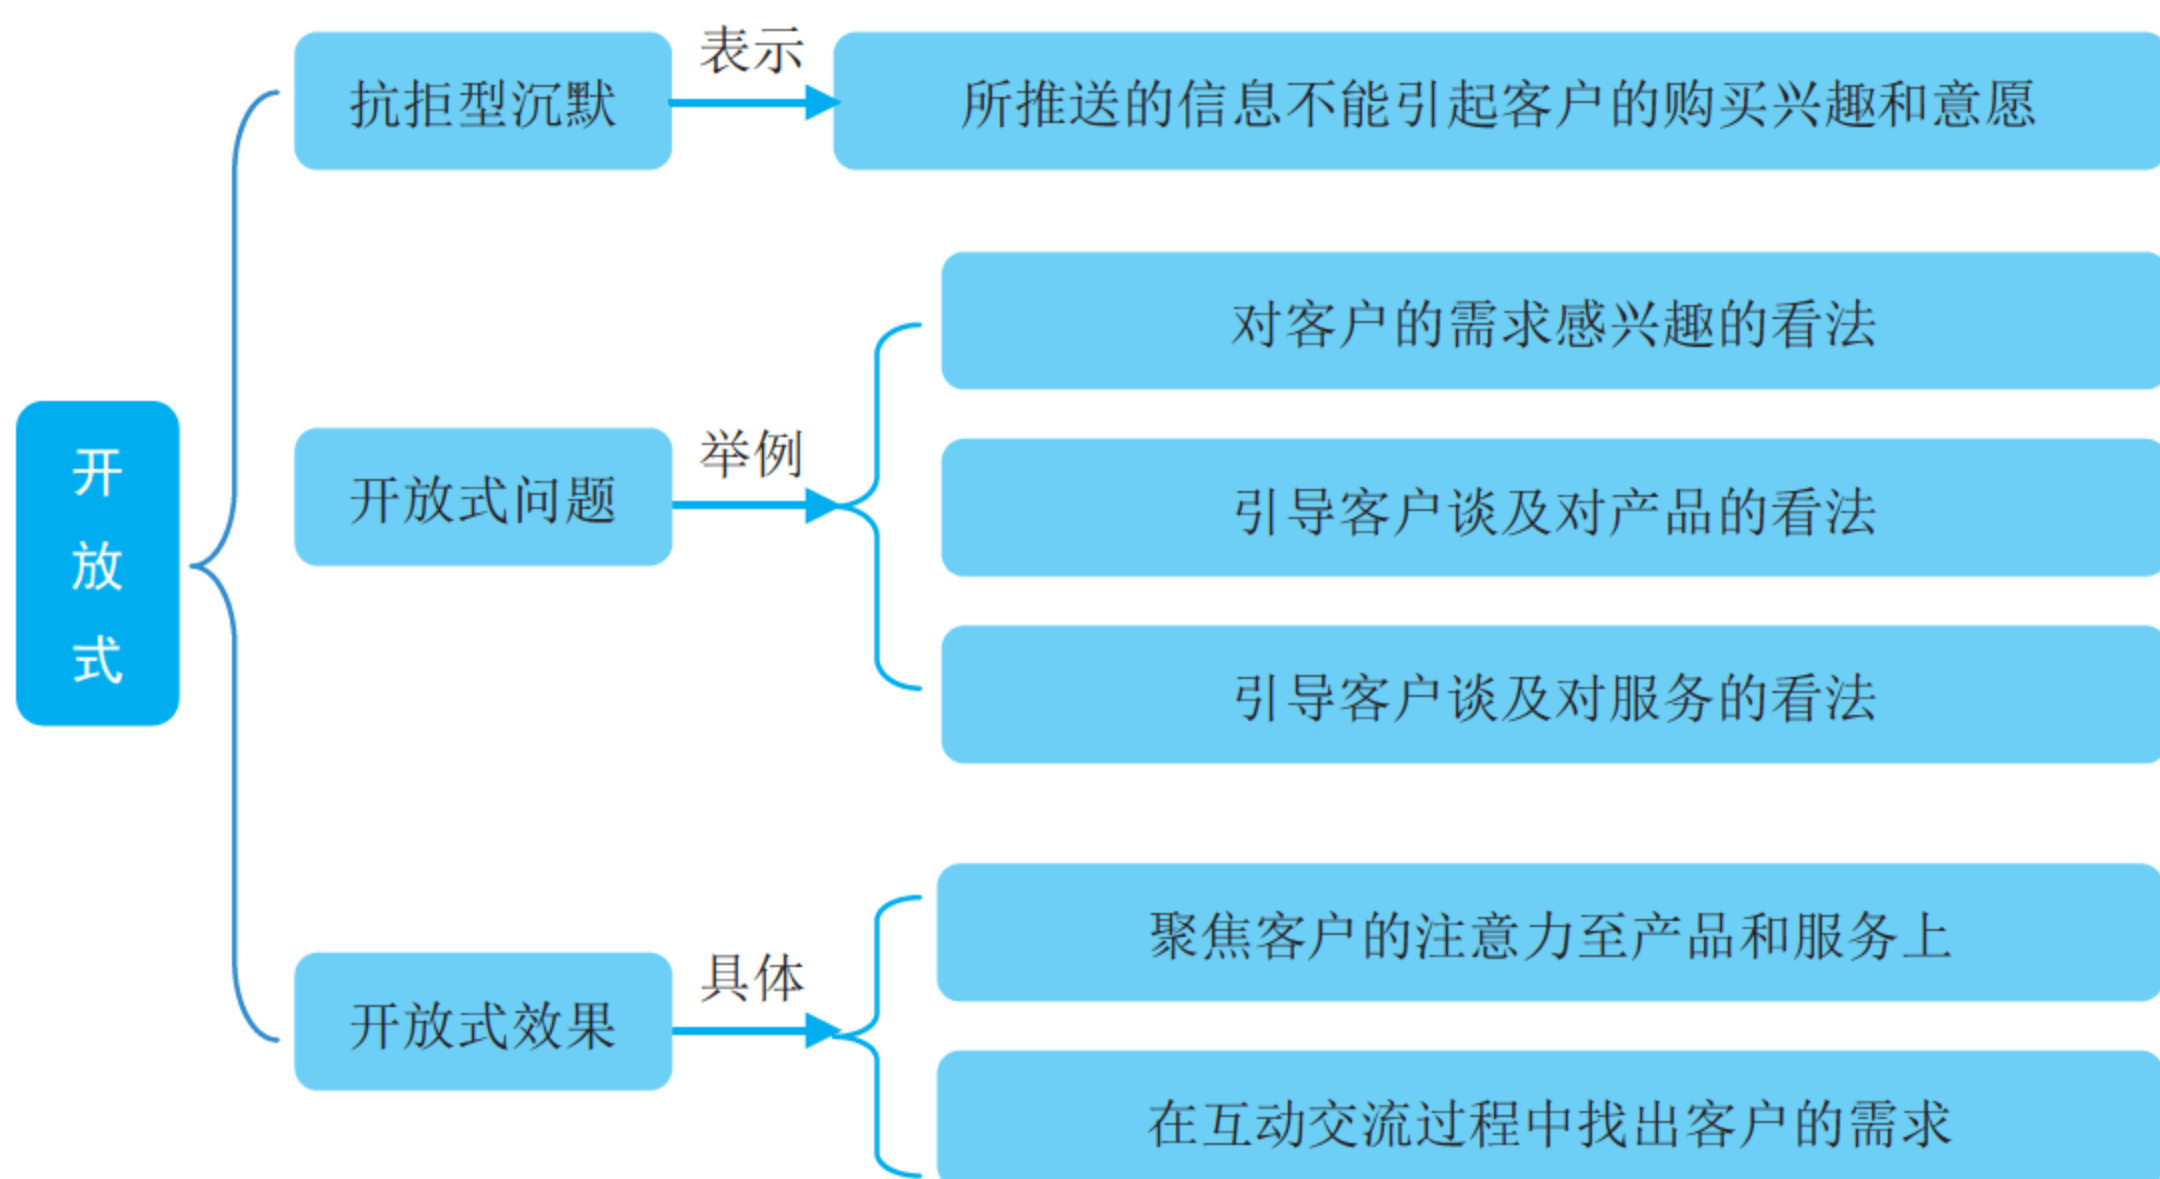 开
放
式
抗拒型沉默
表示
所推送的信息不能引起客户的购买兴趣和意愿
开放式问题
举例
对客户的需求感兴趣的看法
引导客户谈及对产品的看法
引导客户谈及对服务的看法
开放式效果
具体
聚焦客户的注意力至产品和服务上
在互动交流过程中找出客户的需求